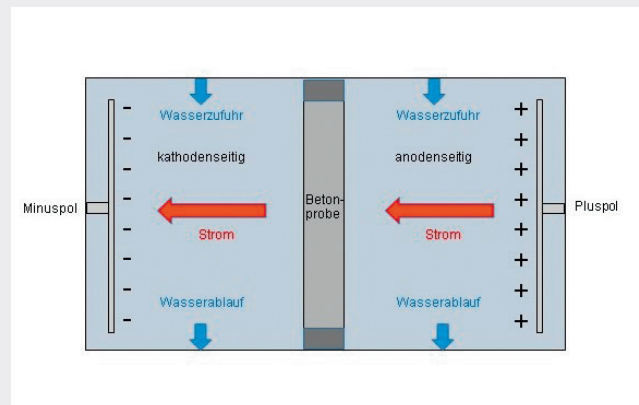 Wasserzufuhr
Wasserzufuhr
kathodenseitig
anodenseitig
Minuspol
Beton-
probe
Pluspol
Strom
Strom
Wasserablauf
Wasserablauf
- 
-
-
-
-
-
-
-
+
+
+
+
+
+
+
+